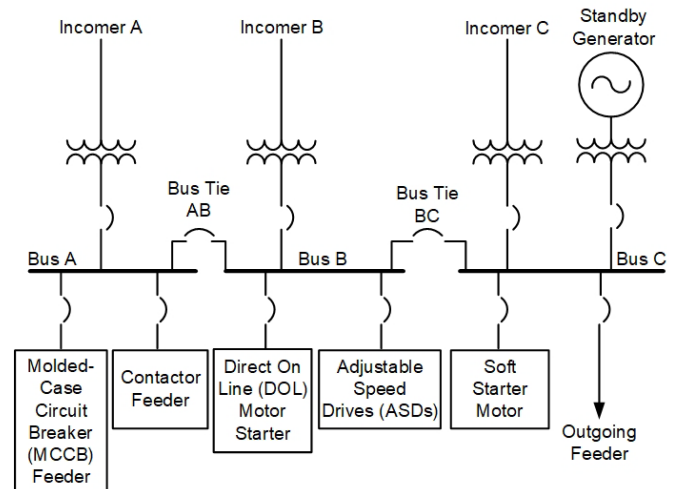 Incomer A
Incomer B
Incomer C
Standby
Generator
Bus Tie
AB
Bus Tie
BC
Bus A
Bus B
Bus C
Molded-
Case
Circuit
Breaker
(MCCB)
Feeder
Contactor
Feeder
Direct On
Line (DOL)
Motor
Starter
Adjustable
Speed
Drives (ASDs)
Soft
Starter
Motor
Outgoing
Feeder